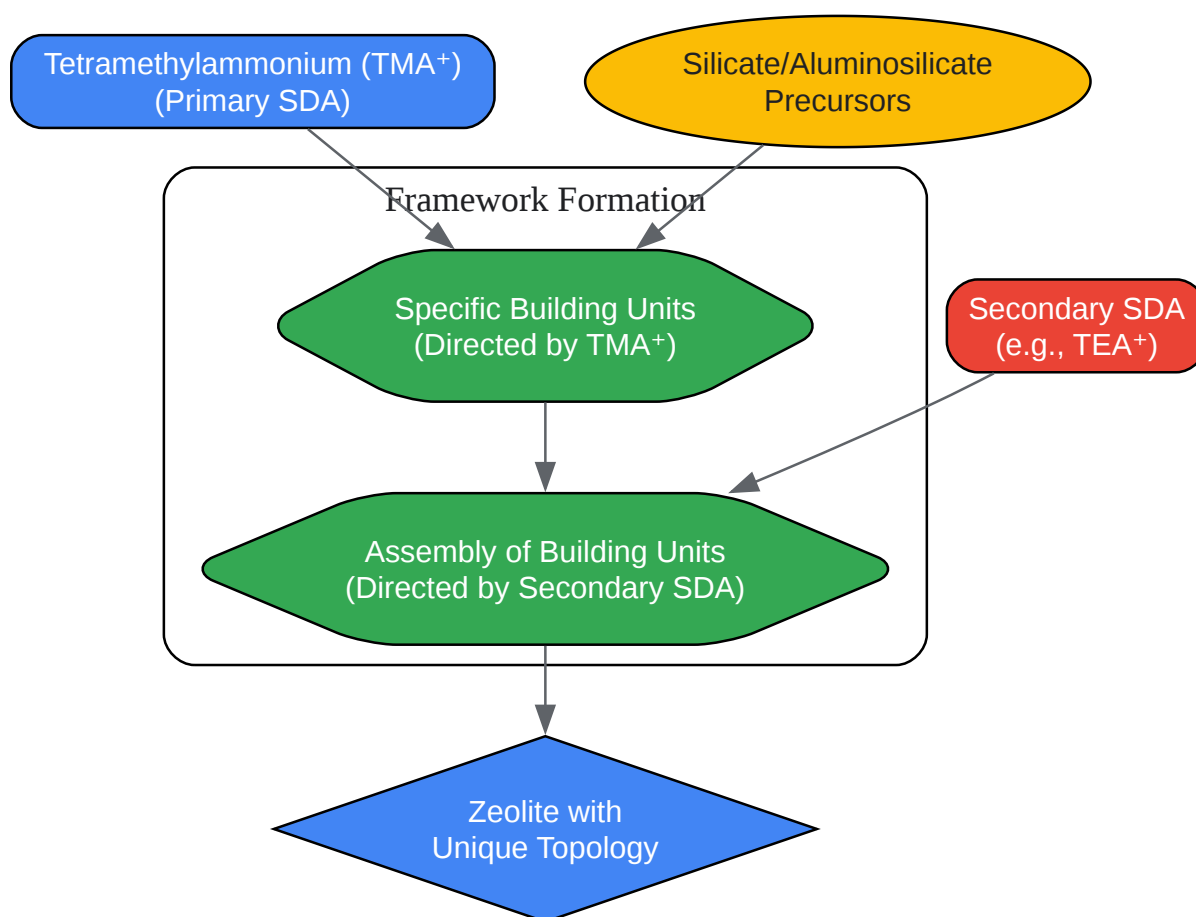 Tetramethylammonium (TMA⁺)
(Primary SDA)
Silicate/Aluminosilicate
Precursors
Framework Formation
Specific Building Units
(Directed by TMA⁺)
Secondary SDA
(e.g., TEA⁺)
Assembly of Building Units
(Directed by Secondary SDA)
Zeolite with
Unique Topology